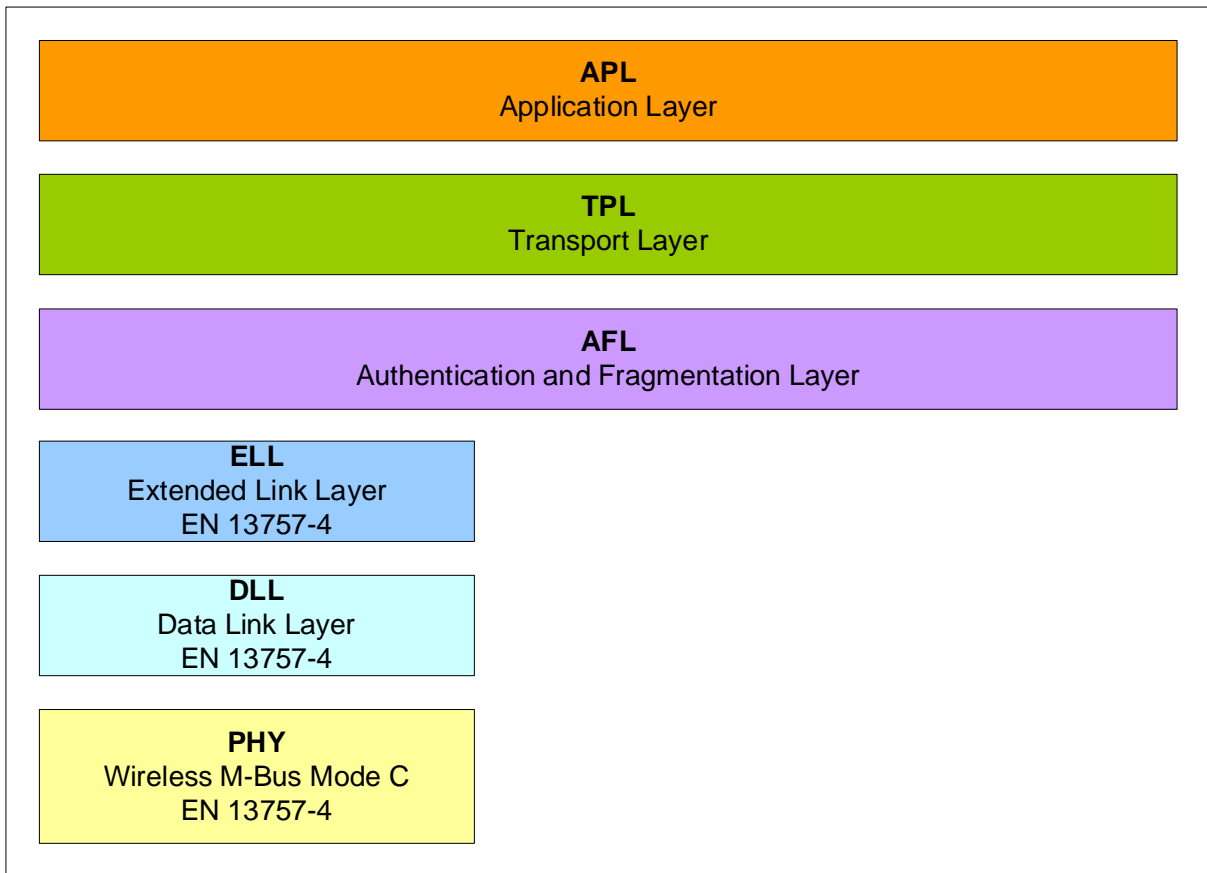 APL
Application Layer
TPL
Transport Layer
AFL
Authentication and Fragmentation Layer
ELL
Extended Link Layer
EN 13757-4
DLL
Data Link Layer
EN 13757-4
PHY
Wireless M-Bus Mode C
EN 13757-4